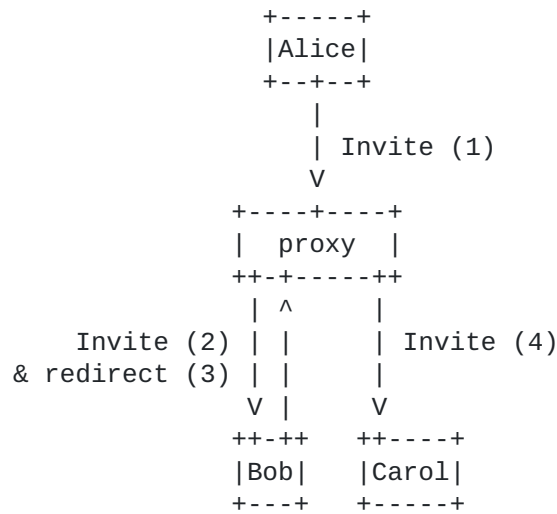 +-----+
|Alice|
+--+--+
|
| Invite (1)
V
+----+----+
|  proxy  |
++-+-----++
| ^     |
Invite (2) | |     | Invite (4)
& redirect (3) | |     |
V |     V
++-++   ++----+
|Bob|   |Carol|
+---+   +-----+